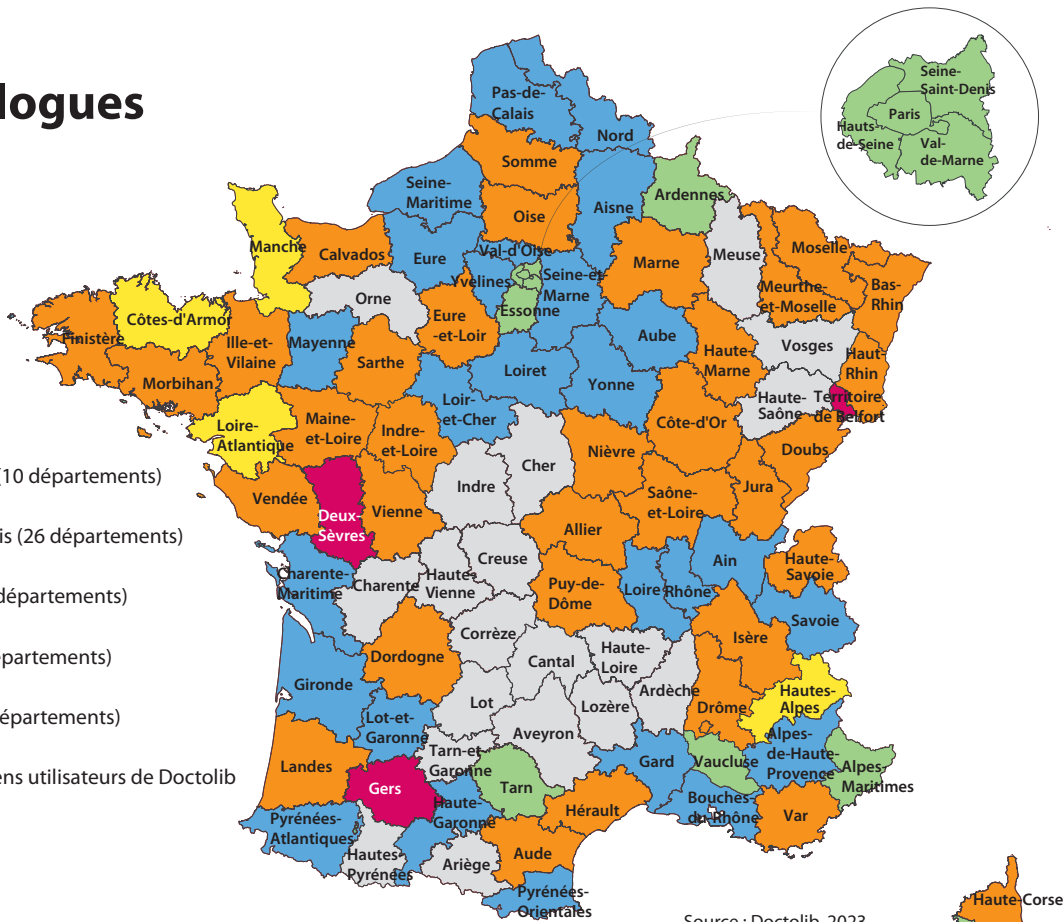 logues
Seine-
Saint-Denis
Paris
Hauts-
de-Seine
Val-
de-Marne
Pas-de-
Calais
Nord
Somme
Seine-
Maritime
Oise
Aisne
Ardennes
Manche
Calvados
Eure
Val-d'Oise
Yvelines
Essonne
Seine-et-
Marne
Marne
Meuse
Moselle
Meurthe-
et-Moselle
Bas-
Rhin
Orne
Eure
-et-Loir
Côtes-d'Armor
Finistère
Ille-et-
Vilaine
Morbihan
Mayenne
Sarthe
Loiret
Yonne
Aube
Haute-
Marne
Vosges
Haut-
Rhin
Haute-
Saône
Territoire
de Belfort
Loire-
Atlantique
Maine-
et-Loire
Indre-
et-Loire
Loir-
et-Cher
Cher
Indre
Nièvre
Côte-d'Or
Doubs
Jura
Saône-
et-Loire
(10 départements)
Vendée
Deux-
Sèvres
Vienne
Allier
is (26 départements)
Charente-
Maritime
Charente
Haute-
Vienne
Creuse
Puy-de-
Dôme
Loire
Rhône
Ain
Haute-
Savoie
Savoie
départements)
Corrèze
Dordogne
Cantal
Haute-
Loire
Isère
Ardèche
Drôme
Hautes-
Alpes
départements)
Gironde
Lot
Lozère
Aveyron
Lot-et-
Garonne
Tarn-et-
Garonne
départements)
Landes
Gers
Tarn
Haute-
Garonne
Gard
Vaucluse
Alpes-
de-Haute-
Provence
Alpes
Maritimes
ens utilisateurs de Doctolib
Pyrénées-
Atlantiques
Hautes-
Pyrénées
Ariège
Aude
Hérault
Bouches-
du-Rhône
Var
Pyrénées-
Orientales
Haute-Corse
Source : Doctolib, 2023